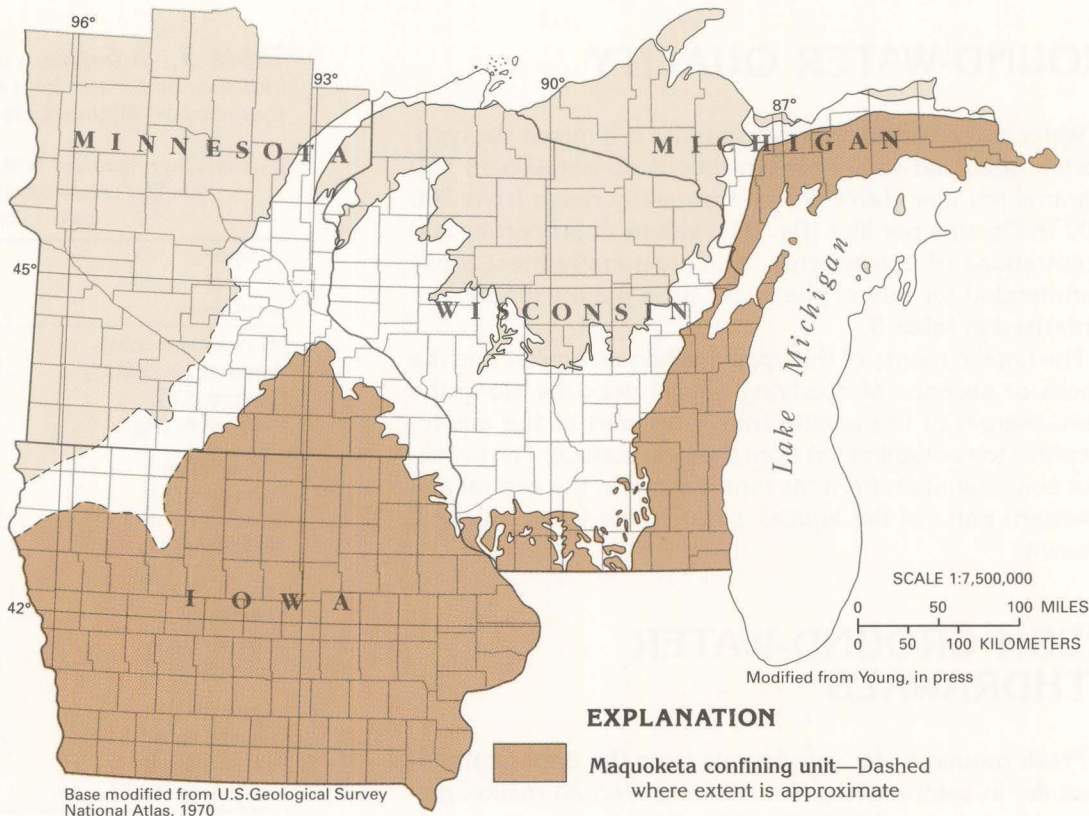 96°
93°
90°
87°
MINNESOTA
MICHIGAN
45°
WISCONSIN
Lake Michigan
42°
IOWA
SCALE 1:7,500,000
0 50 100 MILES
0 50 100 KILOMETERS
Modified from Young, in press
EXPLANATION
Maquoketa confining unit—Dashed
where extent is approximate
Base modified from U.S.Geological Survey
National Atlas, 1970